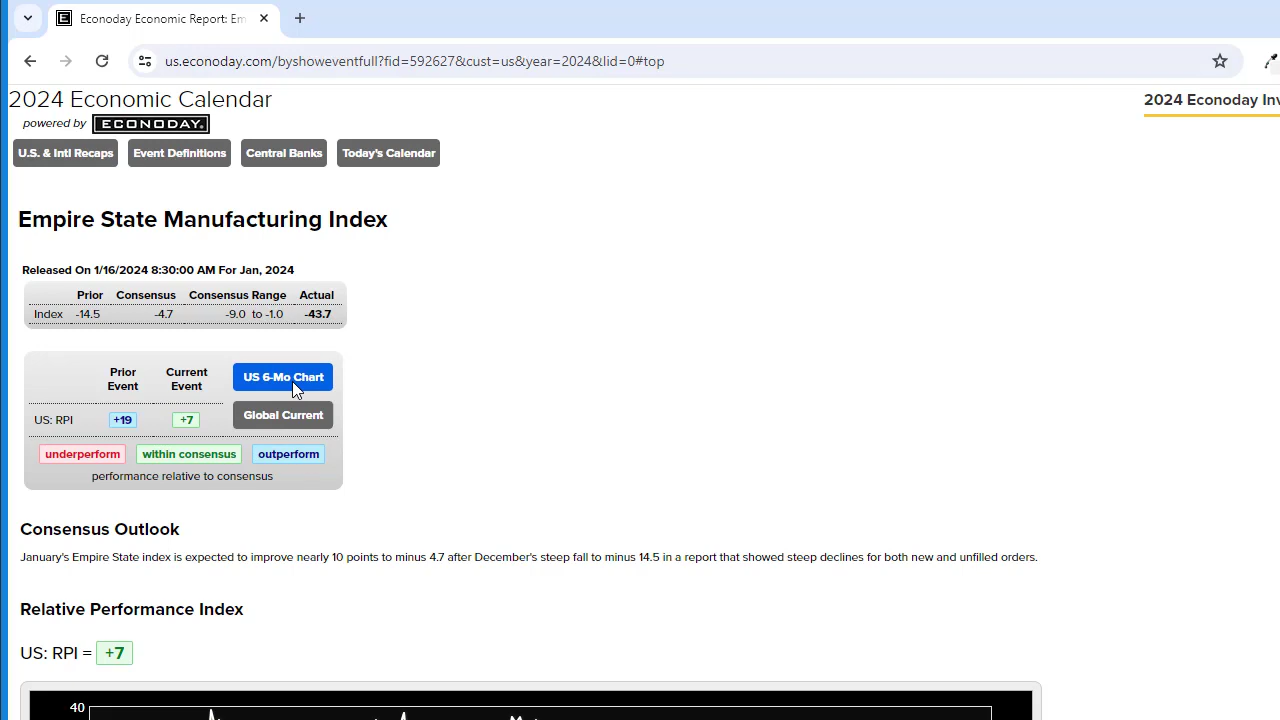 Econoday Economic Report: Em
us.econoday.com/byshoweventfull?fid=592627&cust=us&year=2024&lid=0#top
2024 Economic Calendar
powered by ECONODAY.
2024 Econoday Inv
U.S. & Intl Recaps Event Definitions Central Banks Today's Calendar
Empire State Manufacturing Index
Released On 1/16/2024 8:30:00 AM For Jan, 2024
Prior Consensus Consensus Range Actual
Index -14.5 -4.7 -9.0 to -1.0 -43.7
Prior Event Current Event US 6-Mo Chart
US: RPI +19 +7 Global Current
underperform within consensus outperform
performance relative to consensus
Consensus Outlook
January's Empire State index is expected to improve nearly 10 points to minus 4.7 after December's steep fall to minus 14.5 in a report that showed steep declines for both new and unfilled orders.
Relative Performance Index
US: RPI = +7
40